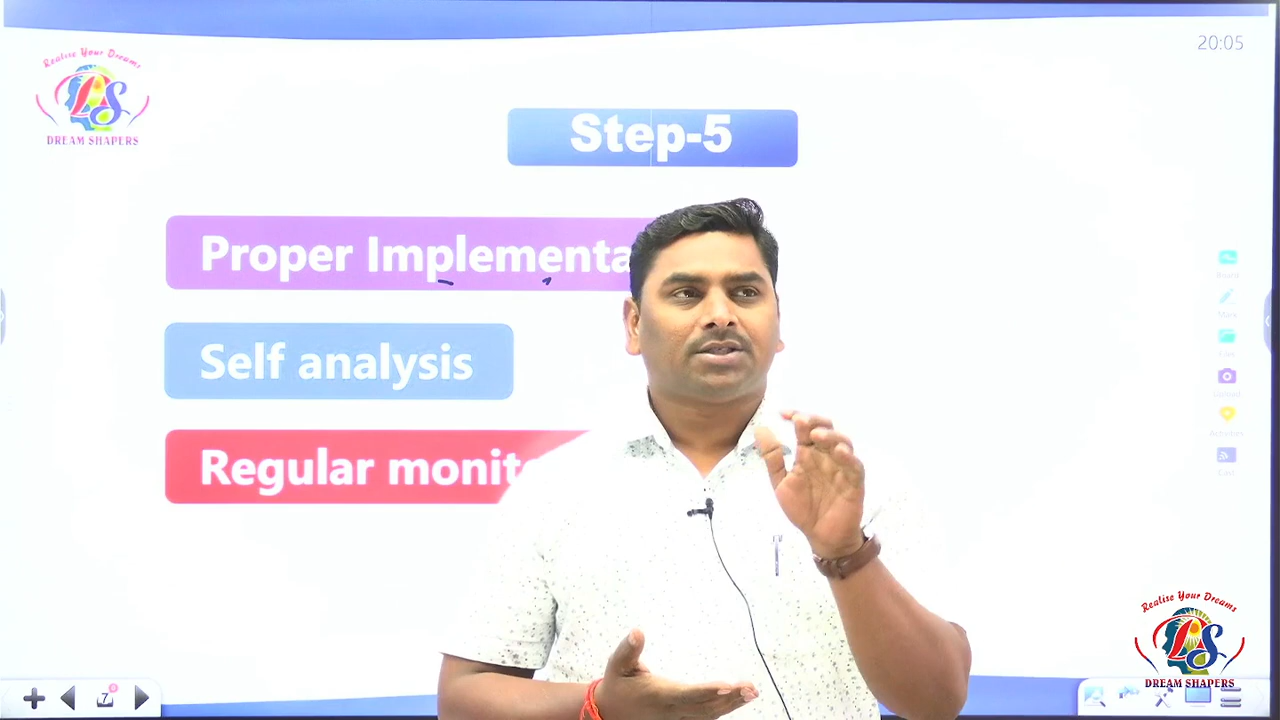 Realise Your Dreams
DREAM SHAPERS
20:05
Step-5
Proper Implementa
Self analysis
Regular monit
7
Realise Your Dreams
DREAM SHAPERS